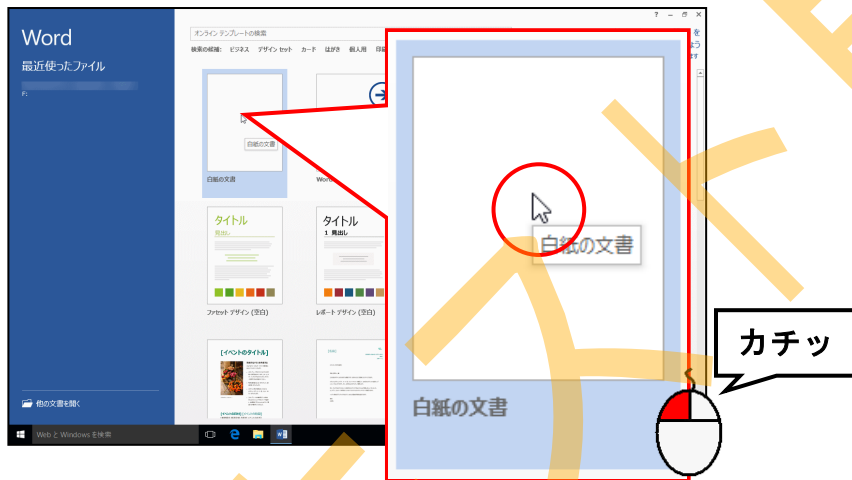 Word
最近使ったファイル
F:
他の文書を開く
オンライン テンプレートの検索
検索の候補: ビジネス デザイン セット カード はがき 個人用 印刷
白紙の文書
白紙の文書
タイトル
見出し
ファセット デザイン (空白)
タイトル
1 見出し
レポート デザイン (空白)
[イベントのタイトル]
白紙の文書
白紙の文書
カチッ
Web と Windows を検索